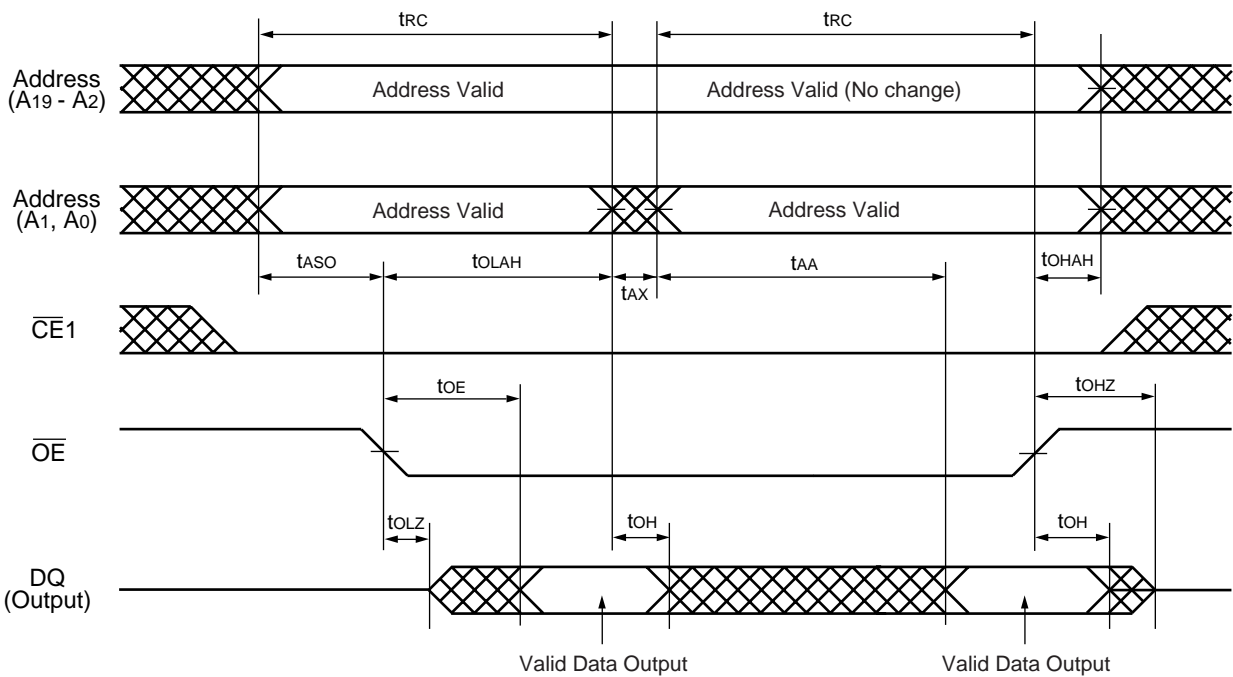 tRC tRC
Address
(A19 - A2)
Address Valid Address Valid (No change)
Address
(A1, A0)
Address Valid Address Valid
tASO tOLAH tAX tAA tOHAH
CE1
tOE tOHZ
OE
tOLZ tOH tOH
DQ
(Output)
Valid Data Output Valid Data Output